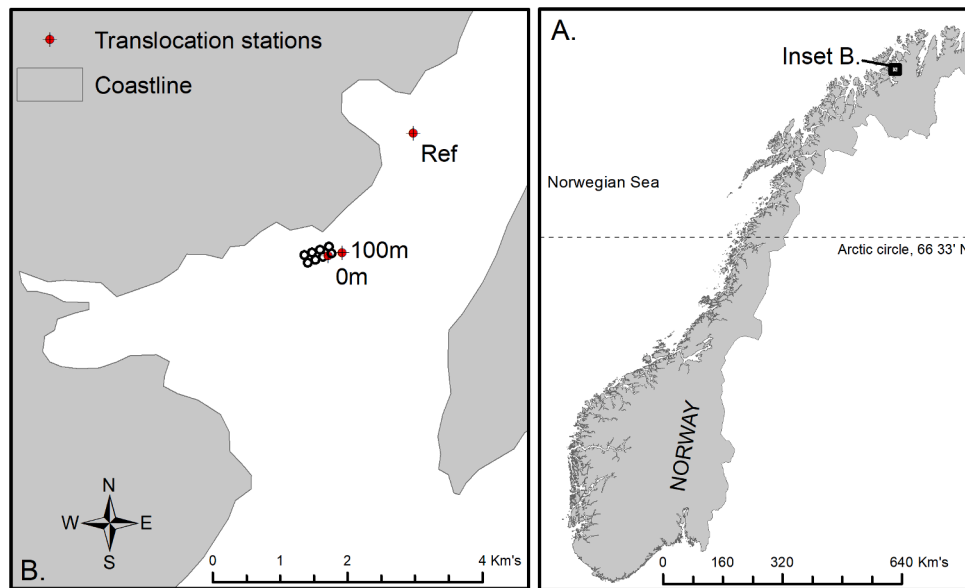 Translocation stations
Coastline
Ref
100m
0m
N
W E
S
B.
0 1 2 4 Km's
A.
Inset B.
Norwegian Sea
Arctic circle, 66 33' N
NORWAY
0 160 320 640 Km's